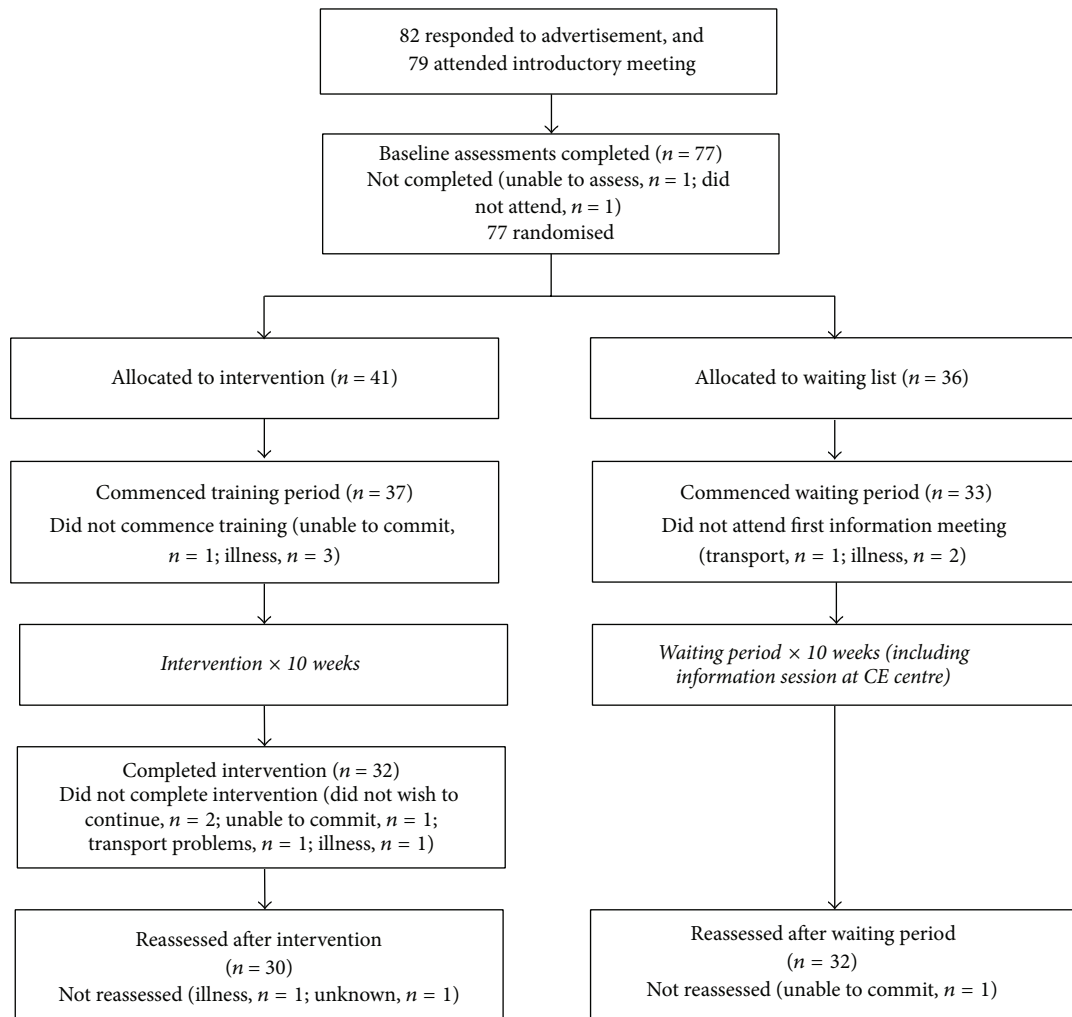 82 responded to advertisement, and
79 attended introductory meeting
Baseline assessments completed (n = 77)
Not completed (unable to assess, n = 1; did
not attend, n = 1)
77 randomised
Allocated to intervention (n = 41)
Allocated to waiting list (n = 36)
Commenced training period (n = 37)
Did not commence training (unable to commit,
n = 1; illness, n = 3)
Commenced waiting period (n = 33)
Did not attend first information meeting
(transport, n = 1; illness, n = 2)
Intervention × 10 weeks
Waiting period × 10 weeks (including
information session at CE centre)
Completed intervention (n = 32)
Did not complete intervention (did not wish to
continue, n = 2; unable to commit, n = 1;
transport problems, n = 1; illness, n = 1)
Reassessed after intervention
(n = 30)
Not reassessed (illness, n = 1; unknown, n = 1)
Reassessed after waiting period
(n = 32)
Not reassessed (unable to commit, n = 1)